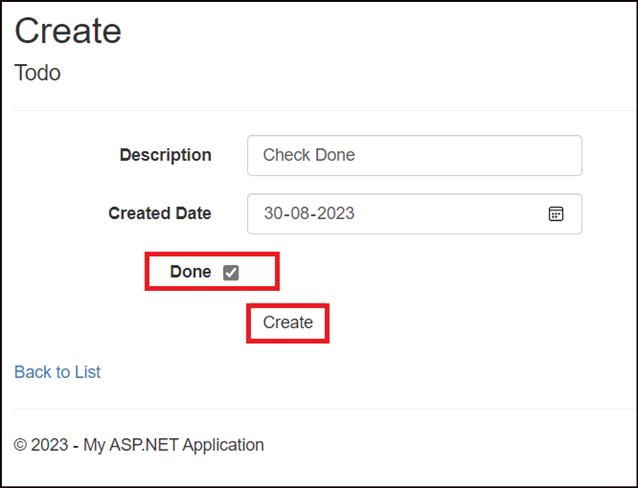 Create
Todo
Description Check Done
Created Date 30-08-2023
Done
Create
Back to List
© 2023 - My ASP.NET Application